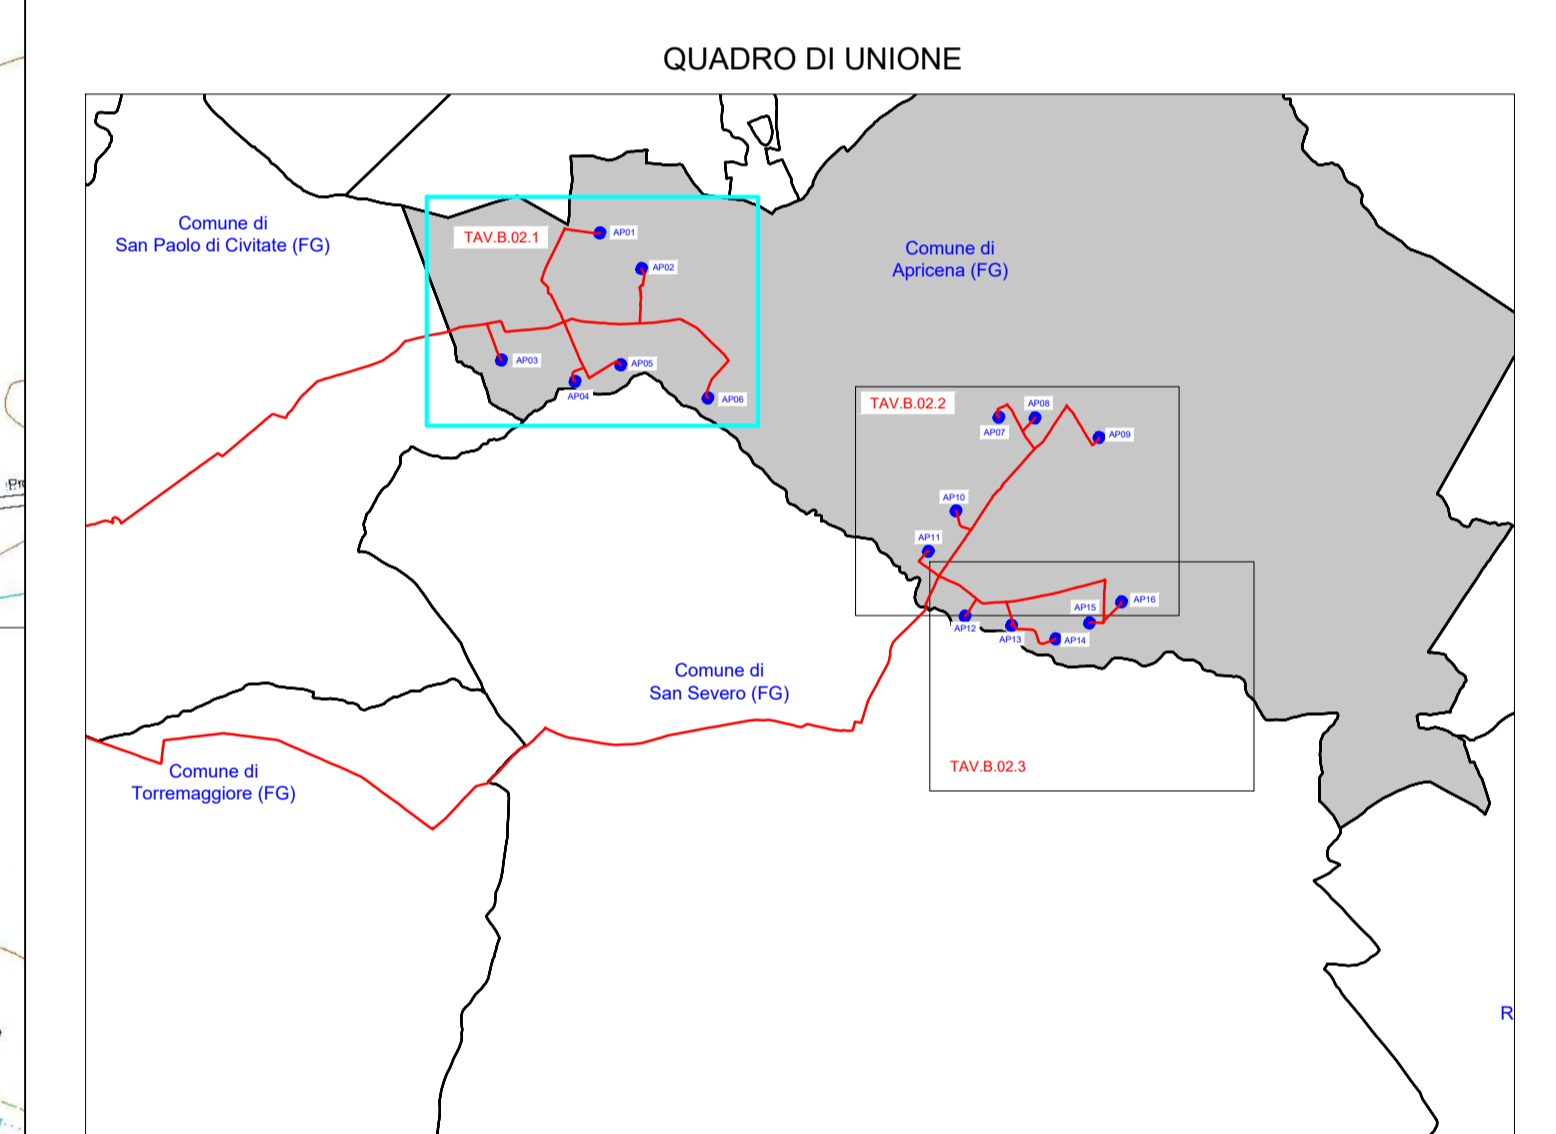 QUADRO DI UNIONE
Comune di
San Paolo di Civitate (FG)
TAV.B.02.1
AP01
AP02
Comune di
Apricena (FG)
AP03
AP05
AP04
AP06
TAV.B.02.2
AP08
AP07
AP09
AP10
AP11
AP16
AP15
AP12
AP13
AP14
Comune di
San Severo (FG)
Comune di
Torremaggiore (FG)
TAV.B.02.3
R